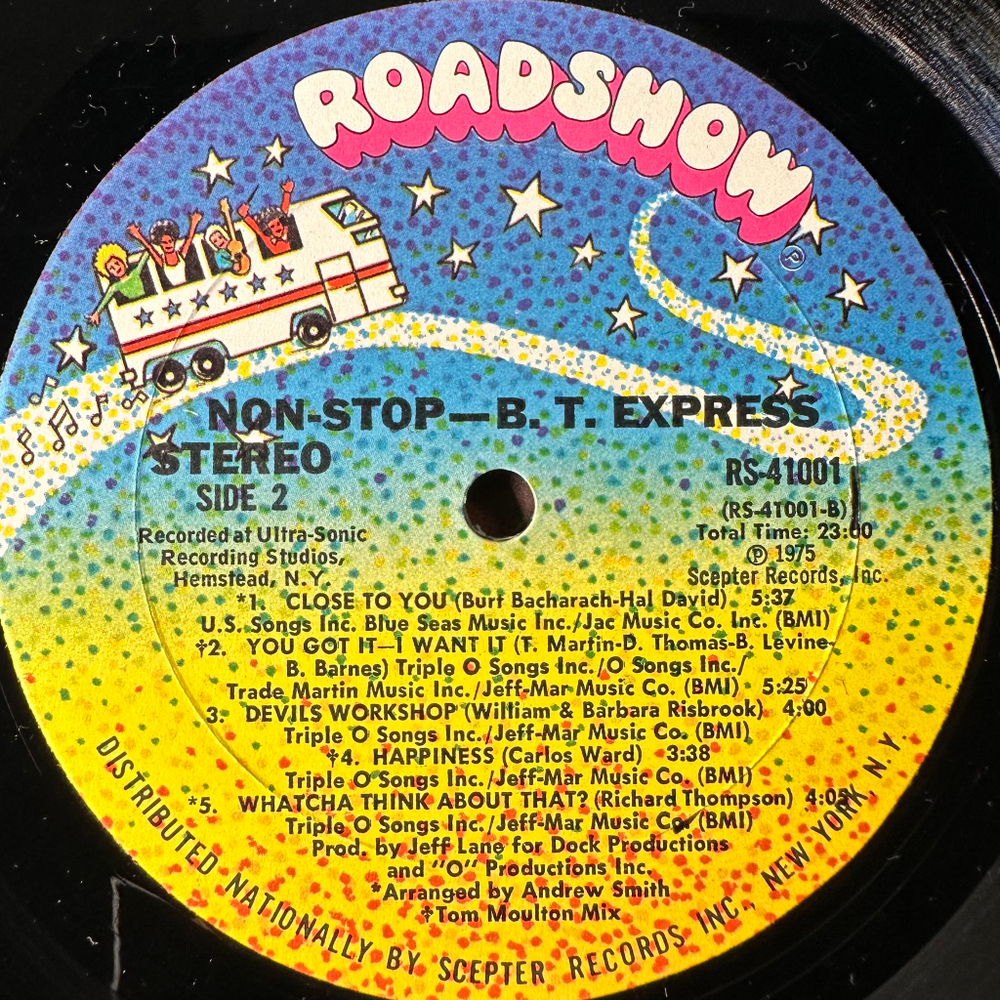 ROADSHOW
®
NON-STOP—B. T. EXPRESS
STEREO
SIDE 2
RS-41001
(RS-41001-B)
Recorded at Ultra-Sonic
Recording Studios,
Hemstead, N.Y.
Total Time: 23:00
℗ 1975
Scepter Records, Inc.
*1. CLOSE TO YOU (Burt Bacharach-Hal David) 5:37
U.S. Songs Inc. Blue Seas Music Inc./Jac Music Co. Inc. (BMI)
†2. YOU GOT IT—I WANT IT (T. Martin-D. Thomas-B. Levine-
B. Barnes) Triple O Songs Inc./O Songs Inc./
Trade Martin Music Inc./Jeff-Mar Music Co. (BMI) 5:25
3. DEVILS WORKSHOP (William & Barbara Risbrook) 4:00
Triple O Songs Inc./Jeff-Mar Music Co. (BMI)
†4. HAPPINESS (Carlos Ward) 3:38
Triple O Songs Inc./Jeff-Mar Music Co. (BMI)
*5. WHATCHA THINK ABOUT THAT? (Richard Thompson)
Triple O Songs Inc./Jeff-Mar Music Co. (BMI)
Prod. by Jeff Lane for Dock Productions
and "O" Productions Inc.
*Arranged by Andrew Smith
†Tom Moulton Mix
DISTRIBUTED NATIONALLY BY SCEPTER RECORDS INC., NEW YORK, N.Y.